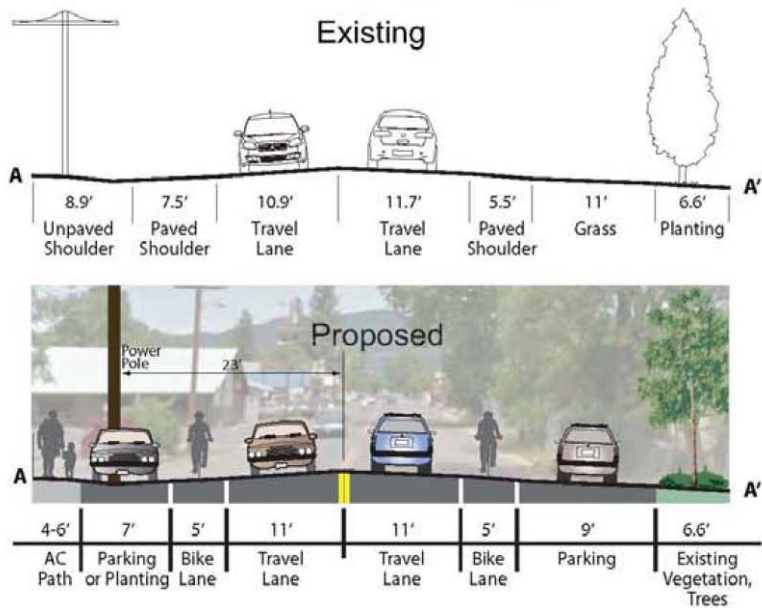 Existing
A A'
8.9' 7.5' 10.9' 11.7' 5.5' 11' 6.6'
Unpaved Paved Travel Travel Paved Grass Planting
Shoulder Shoulder Lane Lane Shoulder
Proposed
Power
Pole
23'
A A'
4-6' 7' 5' 11' 11' 5' 9' 6.6'
AC Parking Bike Travel Travel Bike Parking Existing
Path or Planting Lane Lane Lane Lane Vegetation,
Trees